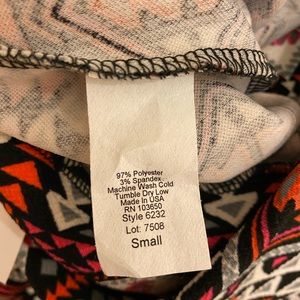 97% Polyester
3% Spandex
Machine Wash Cold
Tumble Dry Low
Made In USA
RN 103650
Style 6232
Lot: 7508
Small